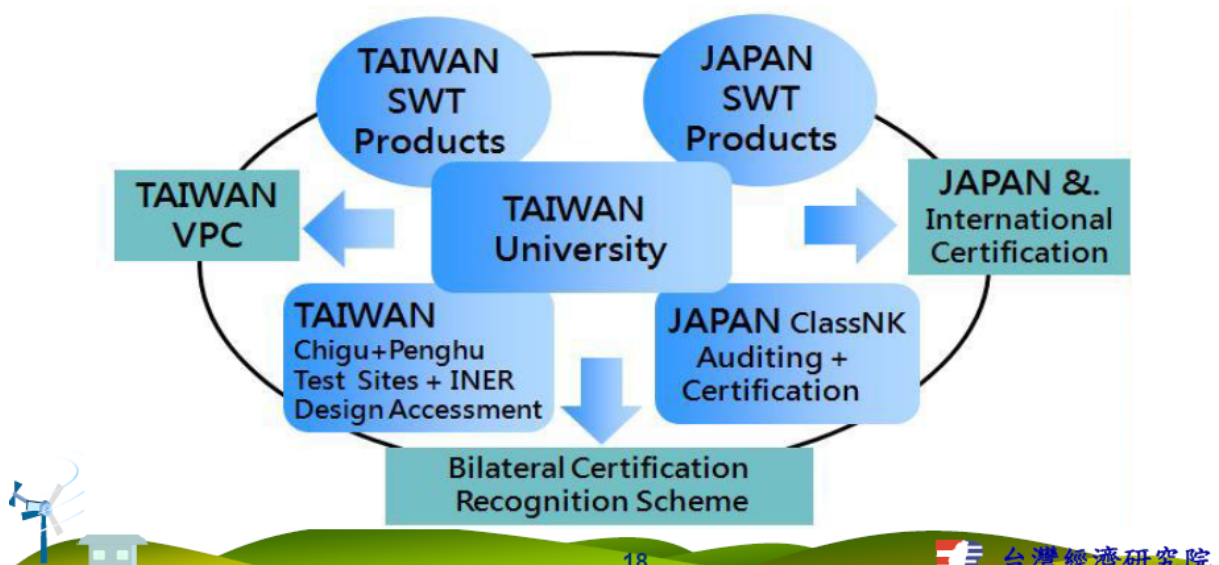 TAIWAN
SWT
Products
JAPAN
SWT
Products
TAIWAN
VPC
TAIWAN
University
JAPAN &.
International
Certification
TAIWAN
Chigu+Penghu
Test Sites + INER
Design Accessment
JAPAN ClassNK
Auditing +
Certification
Bilateral Certification
Recognition Scheme
18
台灣經濟研究院